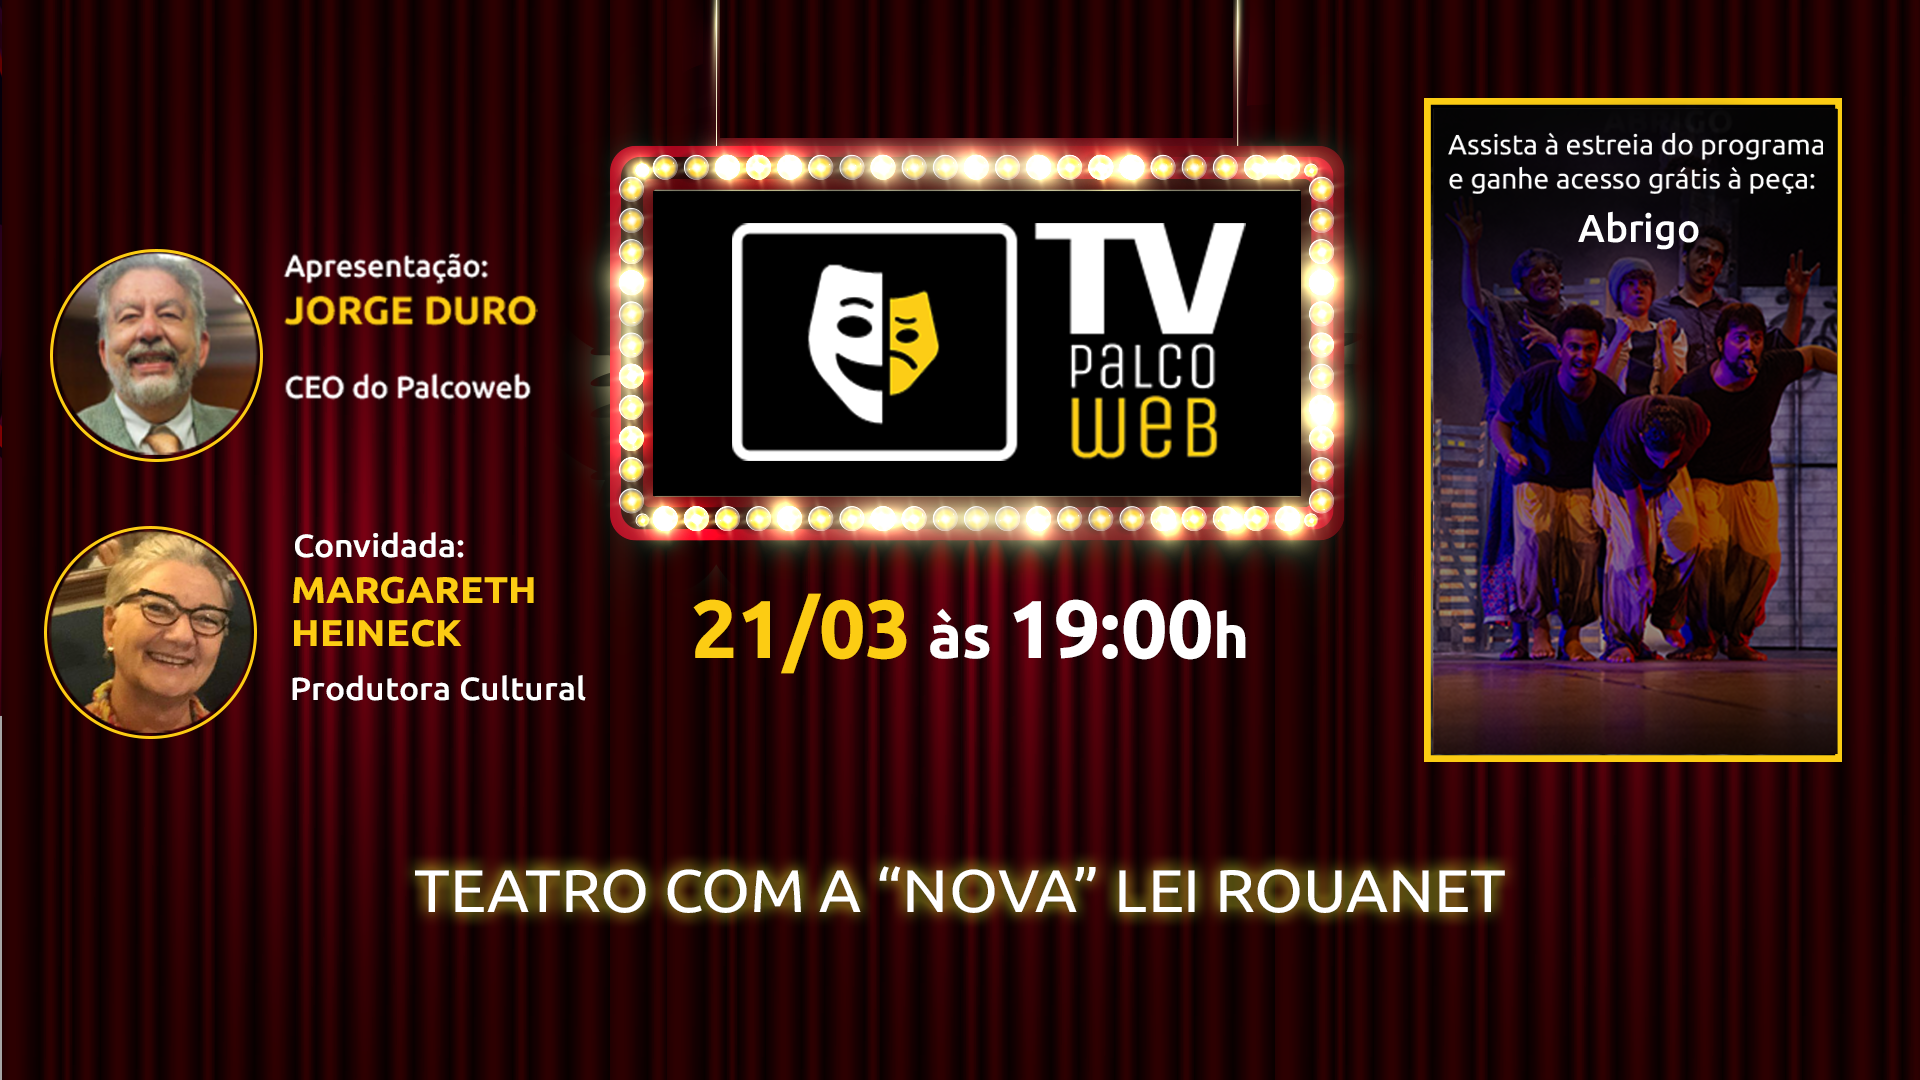 Apresentação:
JORGE DURO
CEO do Palcoweb
Convidada:
MARGARETH
HEINECK
Produtora Cultural
TV
PALCO
WEB
21/03 às 19:00h
Assista à estreia do programa
e ganhe acesso grátis à peça:
Abrigo
TEATRO COM A “NOVA” LEI ROUANET